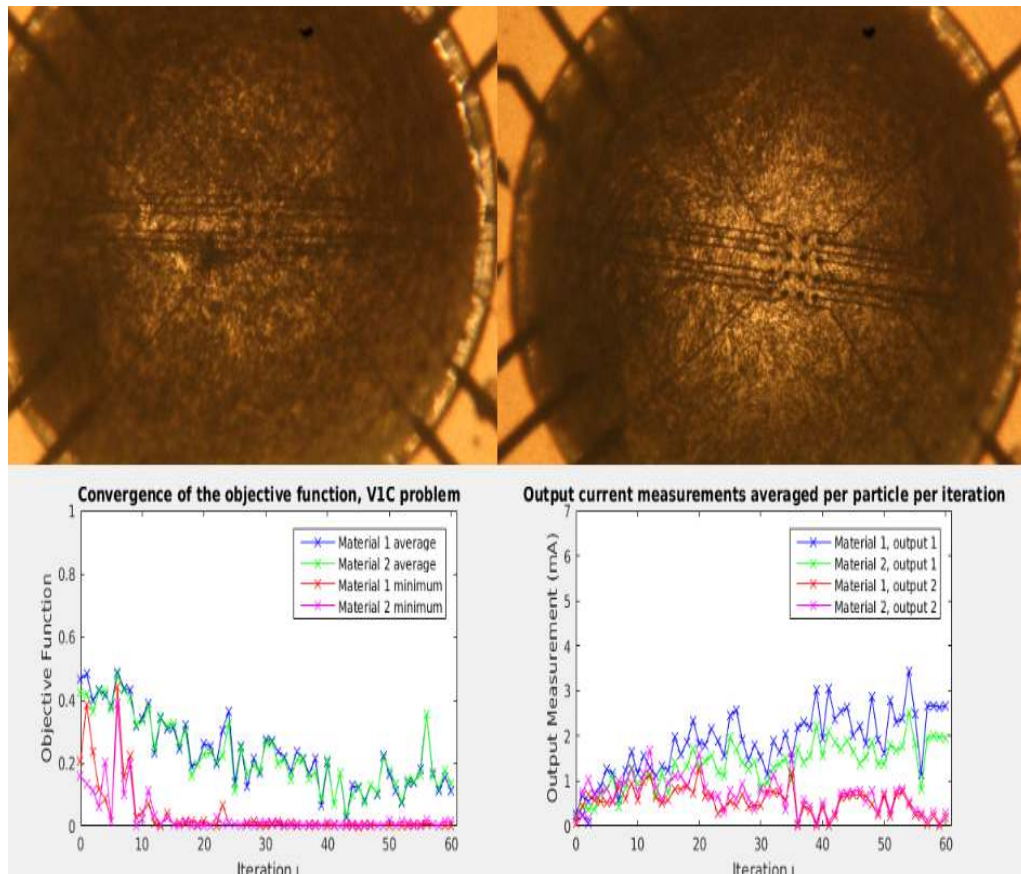 Convergence of the objective function, V1C problem
1
0.8
0.6
0.4
0.2
0
Objective Function
Material 1 average
Material 2 average
Material 1 minimum
Material 2 minimum
0 10 20 30 40 50 60
Iteration
Output current measurements averaged per particle per iteration
7
6
5
4
3
2
1
0
Output Measurement (mA)
Material 1, output 1
Material 2, output 1
Material 1, output 2
Material 2, output 2
0 10 20 30 40 50 60
Iteration